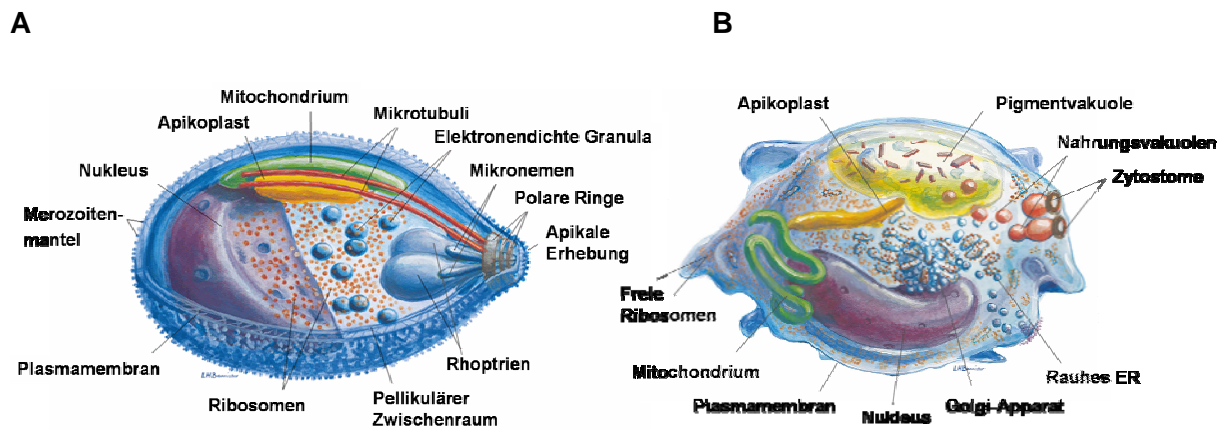 A
B
Mitochondrium
Apikoplast
Mikrotubuli
Elektronendichte Granula
Nukleus
Mikronemen
Polare Ringe
Merozoiten-
mantel
Apikale
Erhebung
Plasmamembran
Ribosomen
Rhoptrien
Pellikulärer
Zwischenraum
Apikoplast
Pigmentvakuole
Nahrungsvakuolen
Zytostome
Freie
Ribosomen
Mitochondrium
Plasmamembran
Nukleus
Golgi-Apparat
Rauhes ER